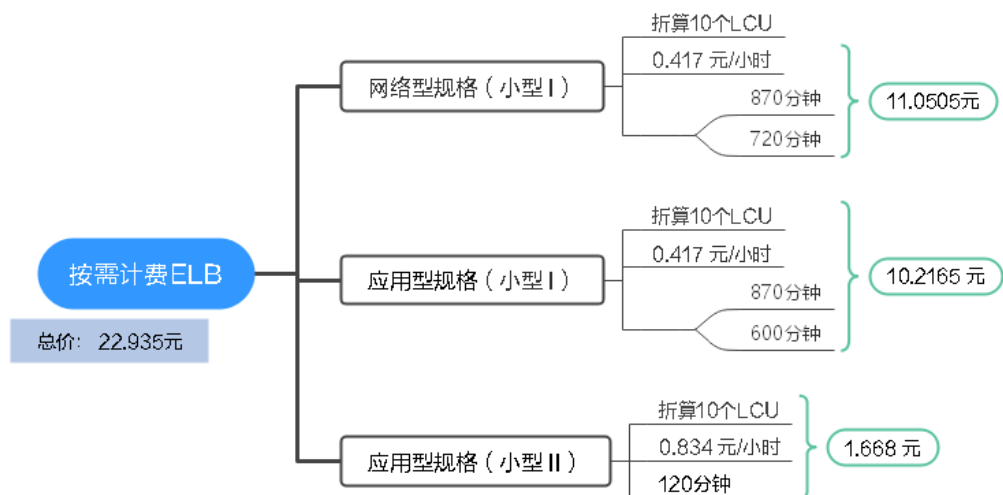 折算10个LCU
0.417 元/小时
网络型规格（小型Ⅰ）
870分钟
720分钟
11.0505元
折算10个LCU
0.417 元/小时
按需计费ELB
应用型规格（小型Ⅰ）
870分钟
600分钟
10.2165 元
总价： 22.935元
折算10个LCU
0.834 元/小时
应用型规格（小型Ⅱ）
120分钟
1.668 元